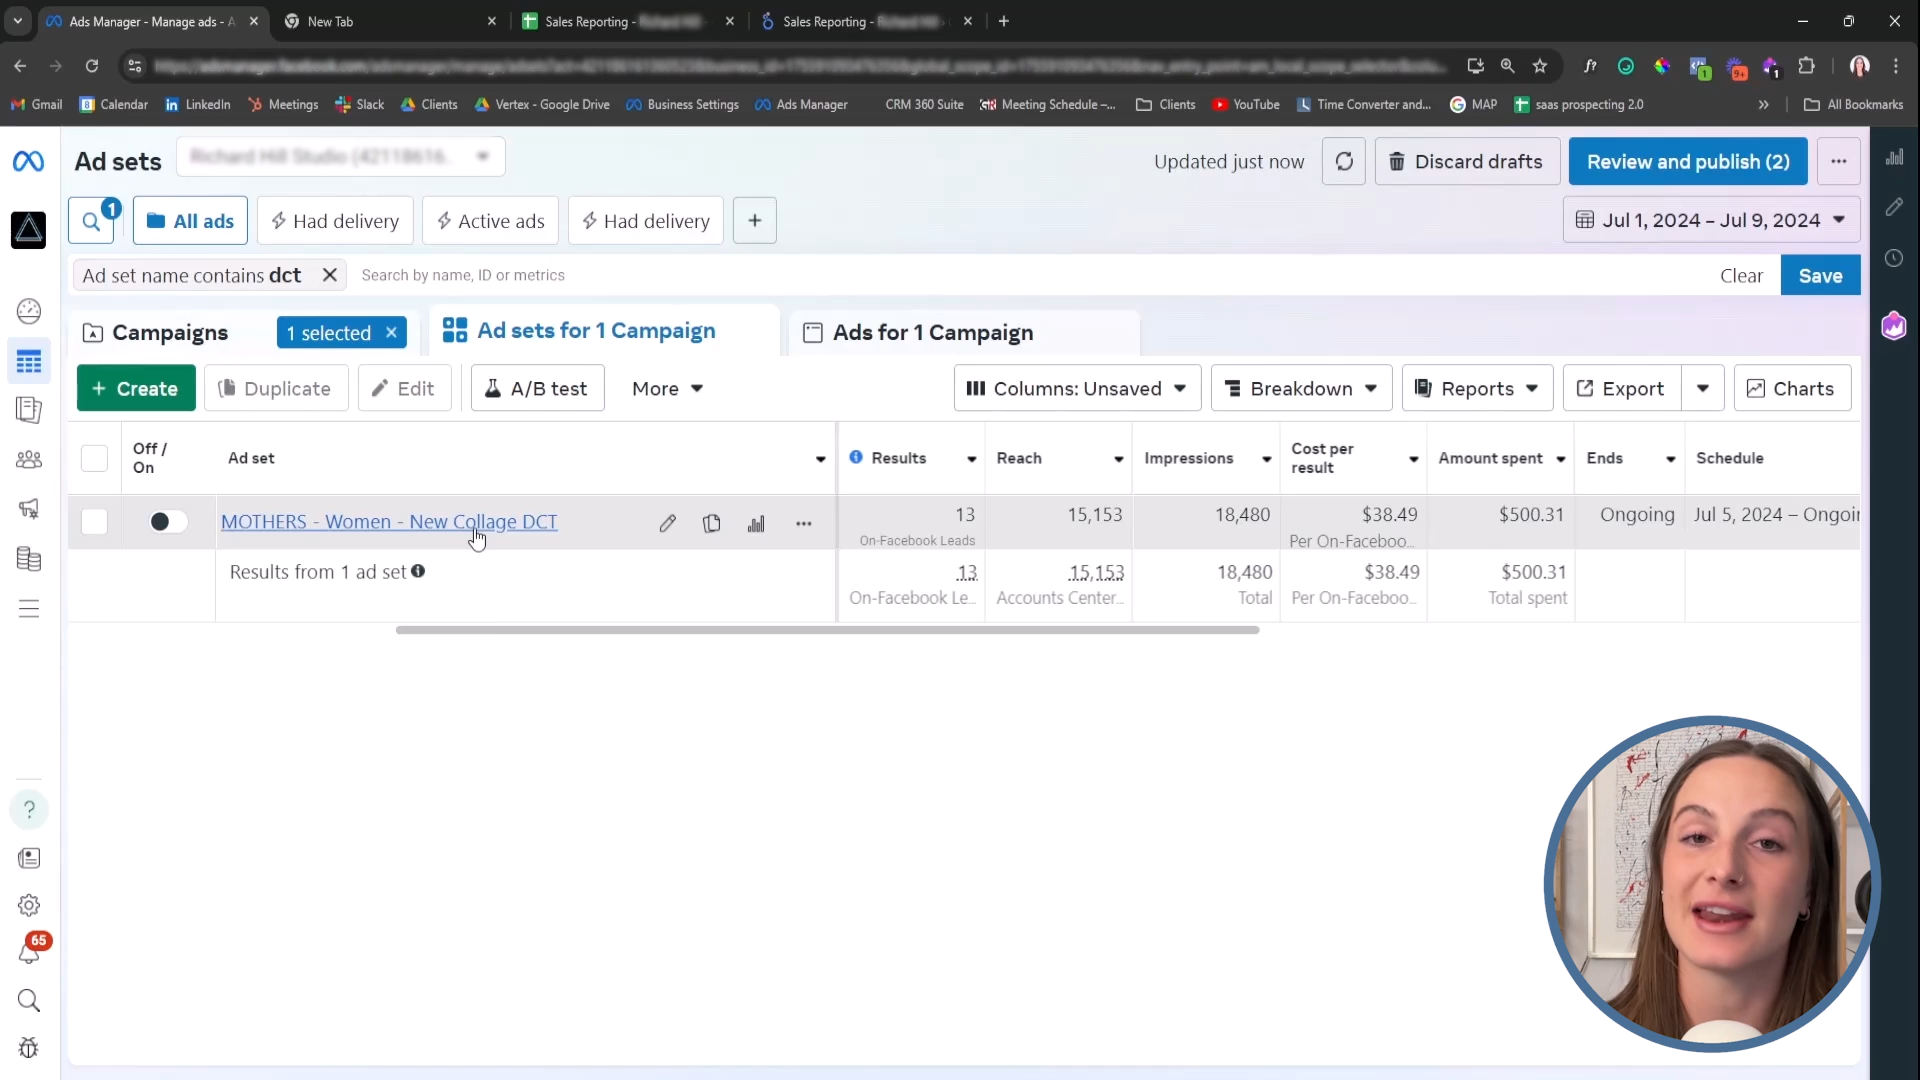 Ads Manager - Manage ads - A
New Tab
Sales Reporting -
Sales Reporting -
Gmail
Calendar
LinkedIn
Meetings
Slack
Clients
Vertex - Google Drive
Business Settings
Ads Manager
CRM 360 Suite
Meeting Schedule –...
Clients
YouTube
Time Converter and...
MAP
saas prospecting 2.0
All Bookmarks
Ad sets
Richard Hill Studio (42118616.
Updated just now
Discard drafts
Review and publish (2)
1
All ads
Had delivery
Active ads
Had delivery
Jul 1, 2024 – Jul 9, 2024
Ad set name contains dct
Search by name, ID or metrics
Clear
Save
Campaigns
1 selected
Ad sets for 1 Campaign
Ads for 1 Campaign
+ Create
Duplicate
Edit
A/B test
More
Columns: Unsaved
Breakdown
Reports
Export
Charts
Off / On
Ad set
Results
Reach
Impressions
Cost per result
Amount spent
Ends
Schedule
MOTHERS - Women - New Collage DCT
13
On-Facebook Leads
15,153
18,480
$38.49
Per On-Faceboo...
$500.31
Ongoing
Jul 5, 2024 – Ongoin
Results from 1 ad set
13
On-Facebook Le...
15,153
Accounts Center...
18,480
Total
$38.49
Per On-Faceboo...
$500.31
Total spent
65